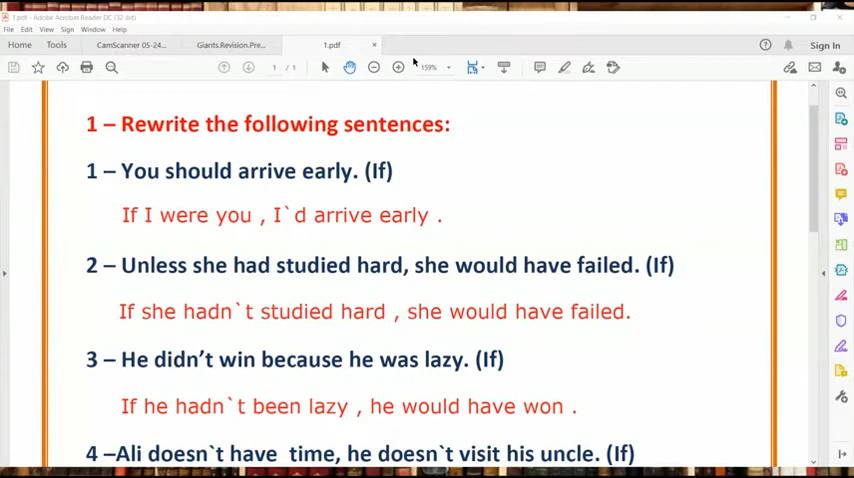 1.pdf - Adobe Acrobat Reader DC (32-bit)
File Edit View Sign Window Help
Home Tools CamScanner 05-24... Giants.Revision.Pre... 1.pdf × Sign In
1 / 1 159%
1 – Rewrite the following sentences:
1 – You should arrive early. (If)
If I were you , I`d arrive early .
2 – Unless she had studied hard, she would have failed. (If)
If she hadn`t studied hard , she would have failed.
3 – He didn’t win because he was lazy. (If)
If he hadn`t been lazy , he would have won .
4 –Ali doesn`t have time, he doesn`t visit his uncle. (If)